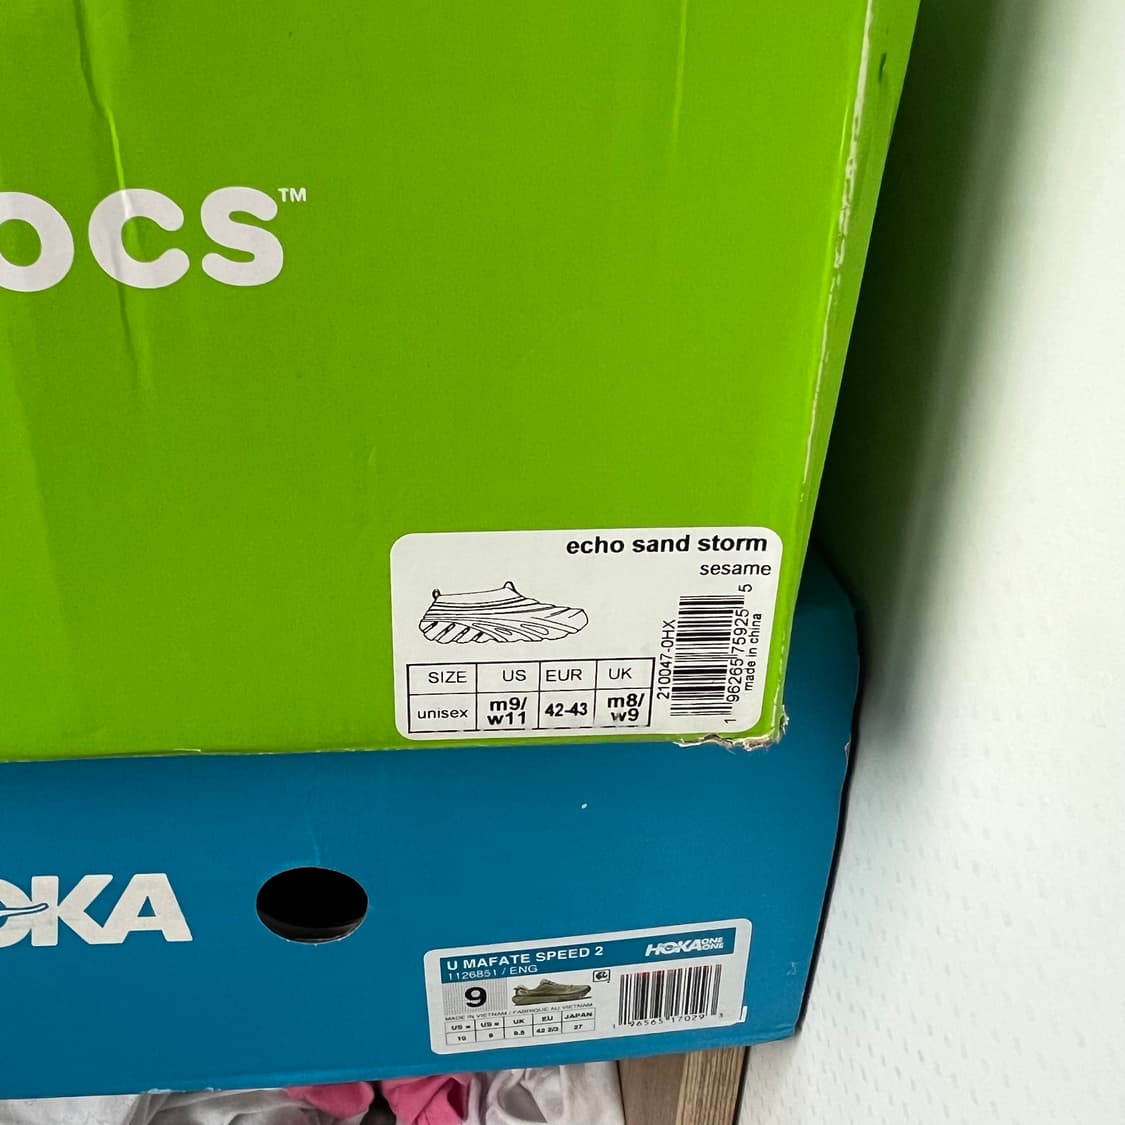 ocs™
echo sand storm
sesame
SIZE US EUR UK
unisex m9/ w11 42-43 m8/ w9
210047-0HX
1 96265 75925 5
made in china
OKA
U MAFATE SPEED 2
HOKA ONE ONE
1126851 / ENG
9
MADE IN VIETNAM / FABRIQUÉ AU VIETNAM
US US UK EU JAPAN
10 9 8.5 42 2/3 27
1 96565 17029 3